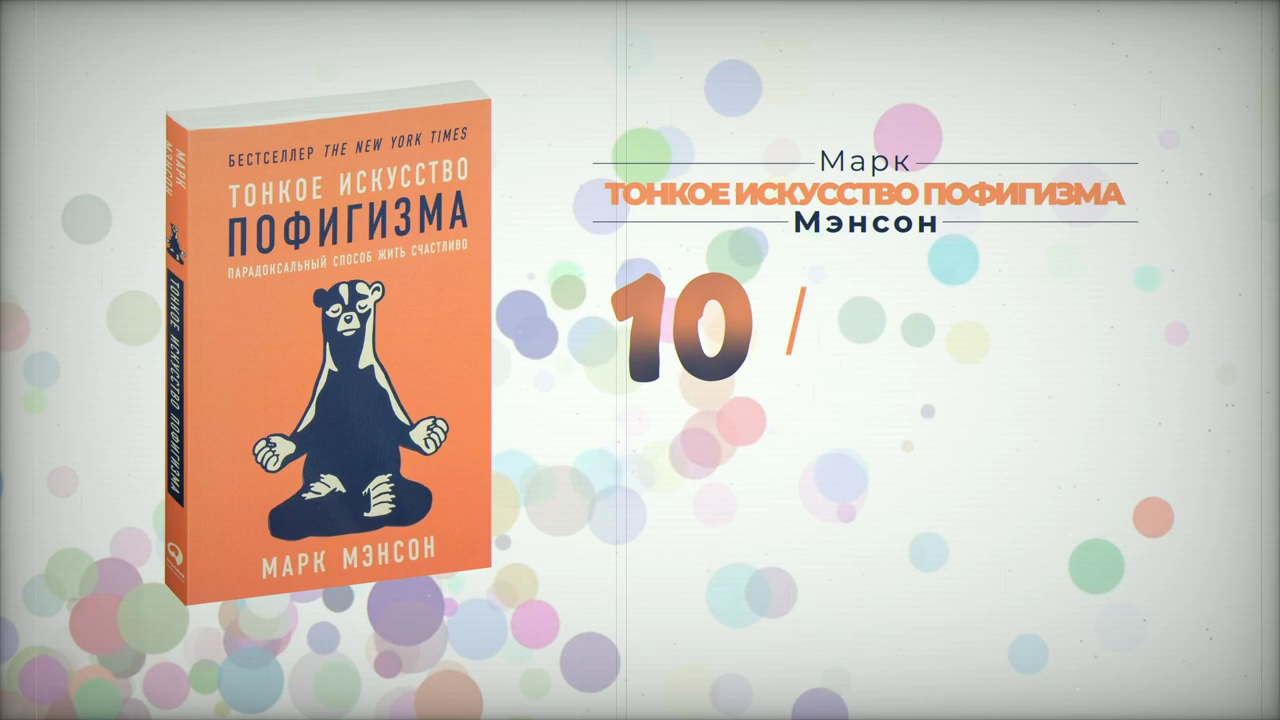 БЕСТСЕЛЛЕР THE NEW YORK TIMES
ТОНКОЕ ИСКУССТВО
ПОФИГИЗМА
ПАРАДОКСАЛЬНЫЙ СПОСОБ ЖИТЬ СЧАСТЛИВО
МАРК МЭНСОН
МАРК
МЭНСОН
ТОНКОЕ ИСКУССТВО ПОФИГИЗМА
Марк
ТОНКОЕ ИСКУССТВО ПОФИГИЗМА
Мэнсон
10 /